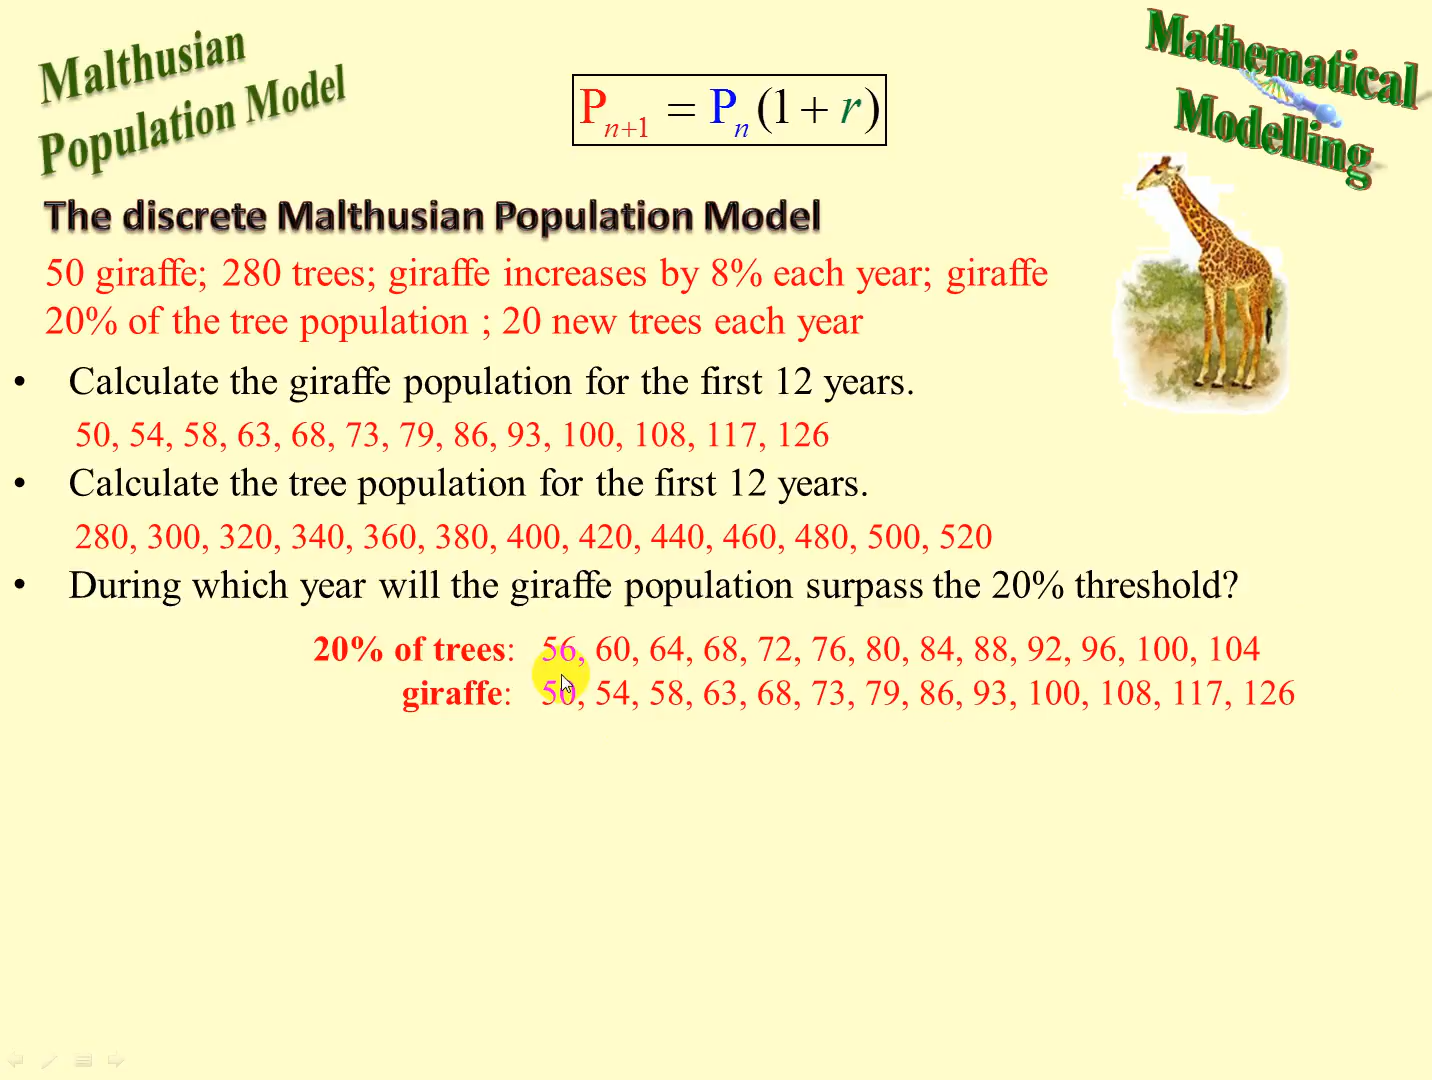 Malthusian
Population Model
Mathematical
Modelling
Pn+1 = Pn(1 + r)
The discrete Malthusian Population Model
50 giraffe; 280 trees; giraffe increases by 8% each year; giraffe
20% of the tree population ; 20 new trees each year
• Calculate the giraffe population for the first 12 years.
50, 54, 58, 63, 68, 73, 79, 86, 93, 100, 108, 117, 126
• Calculate the tree population for the first 12 years.
280, 300, 320, 340, 360, 380, 400, 420, 440, 460, 480, 500, 520
• During which year will the giraffe population surpass the 20% threshold?
20% of trees: 56, 60, 64, 68, 72, 76, 80, 84, 88, 92, 96, 100, 104
giraffe: 50, 54, 58, 63, 68, 73, 79, 86, 93, 100, 108, 117, 126